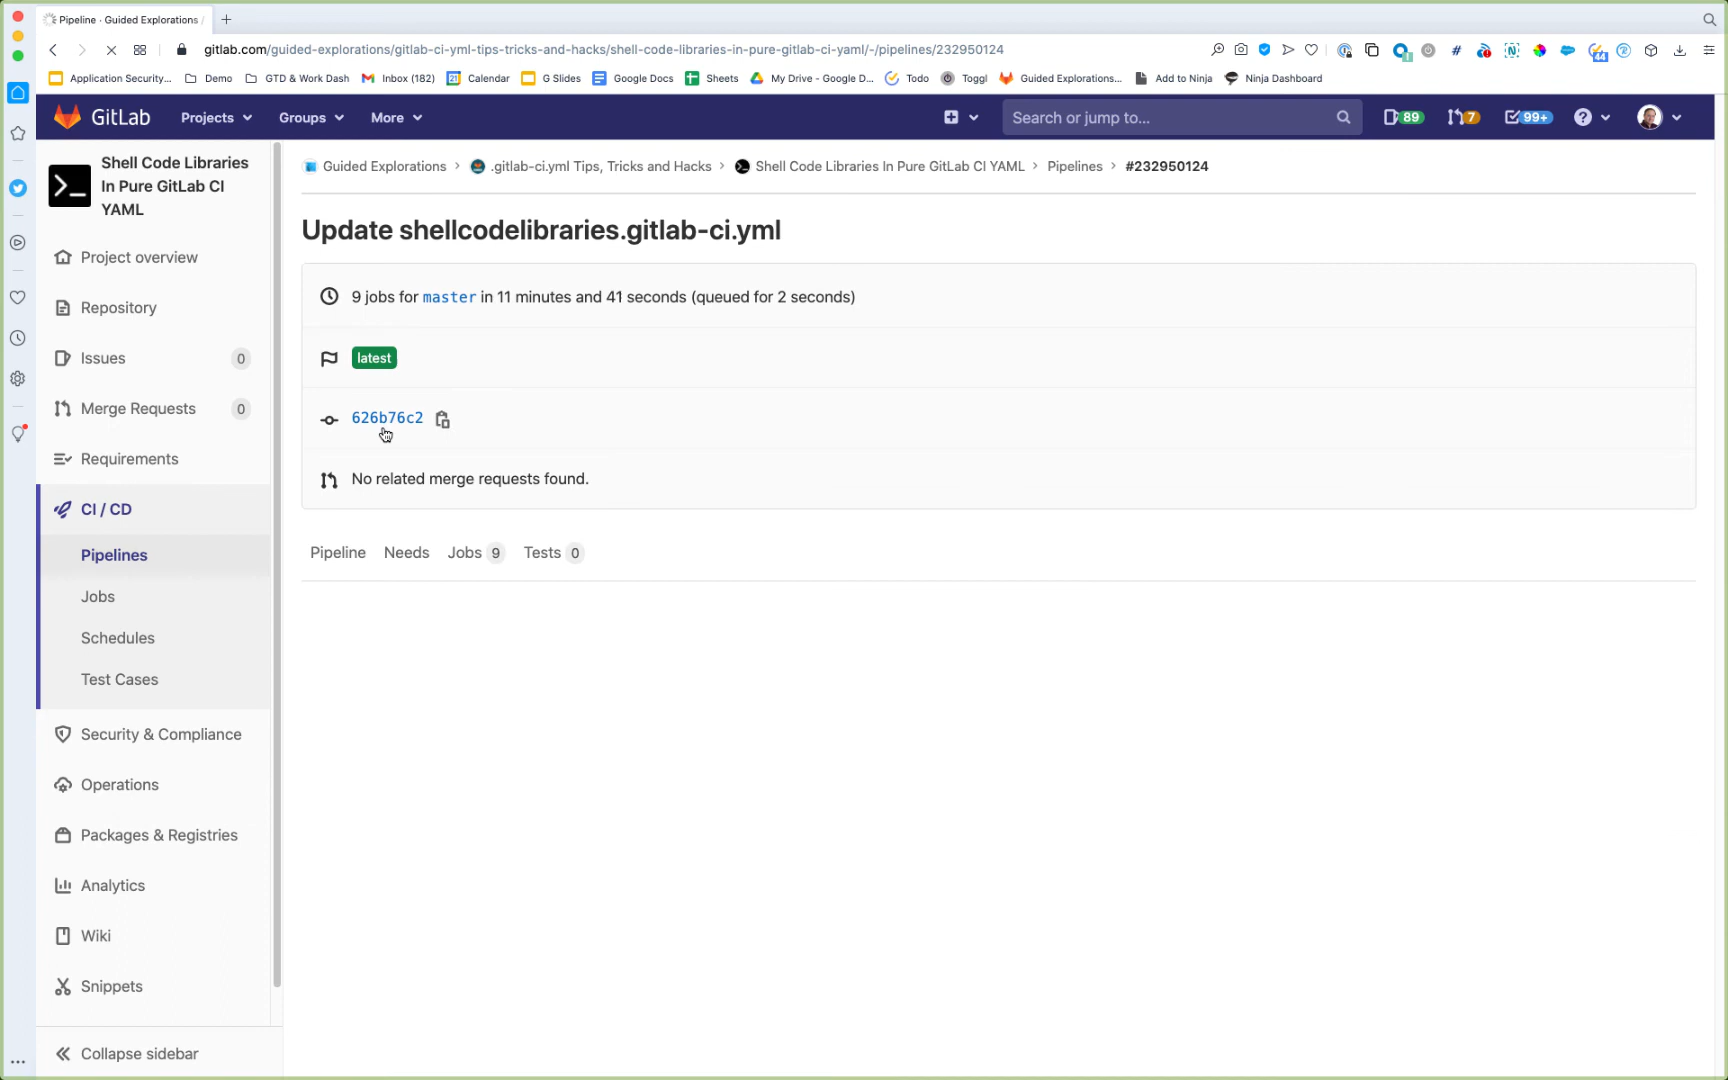 Pipeline · Guided Explorations /
gitlab.com/guided-explorations/gitlab-ci-yml-tips-tricks-and-hacks/shell-code-libraries-in-pure-gitlab-ci-yaml/-/pipelines/232950124
Application Security... Demo GTD & Work Dash Inbox (182) Calendar G Slides Google Docs Sheets My Drive - Google D... Todo Toggl Guided Explorations... Add to Ninja Ninja Dashboard
GitLab Projects Groups More Search or jump to... 89 7 99+
Shell Code Libraries
In Pure GitLab CI
YAML
Project overview
Repository
Issues 0
Merge Requests 0
Requirements
CI / CD
Pipelines
Jobs
Schedules
Test Cases
Security & Compliance
Operations
Packages & Registries
Analytics
Wiki
Snippets
Collapse sidebar
Guided Explorations › .gitlab-ci.yml Tips, Tricks and Hacks › Shell Code Libraries In Pure GitLab CI YAML › Pipelines › #232950124
Update shellcodelibraries.gitlab-ci.yml
9 jobs for master in 11 minutes and 41 seconds (queued for 2 seconds)
latest
626b76c2
No related merge requests found.
Pipeline Needs Jobs 9 Tests 0